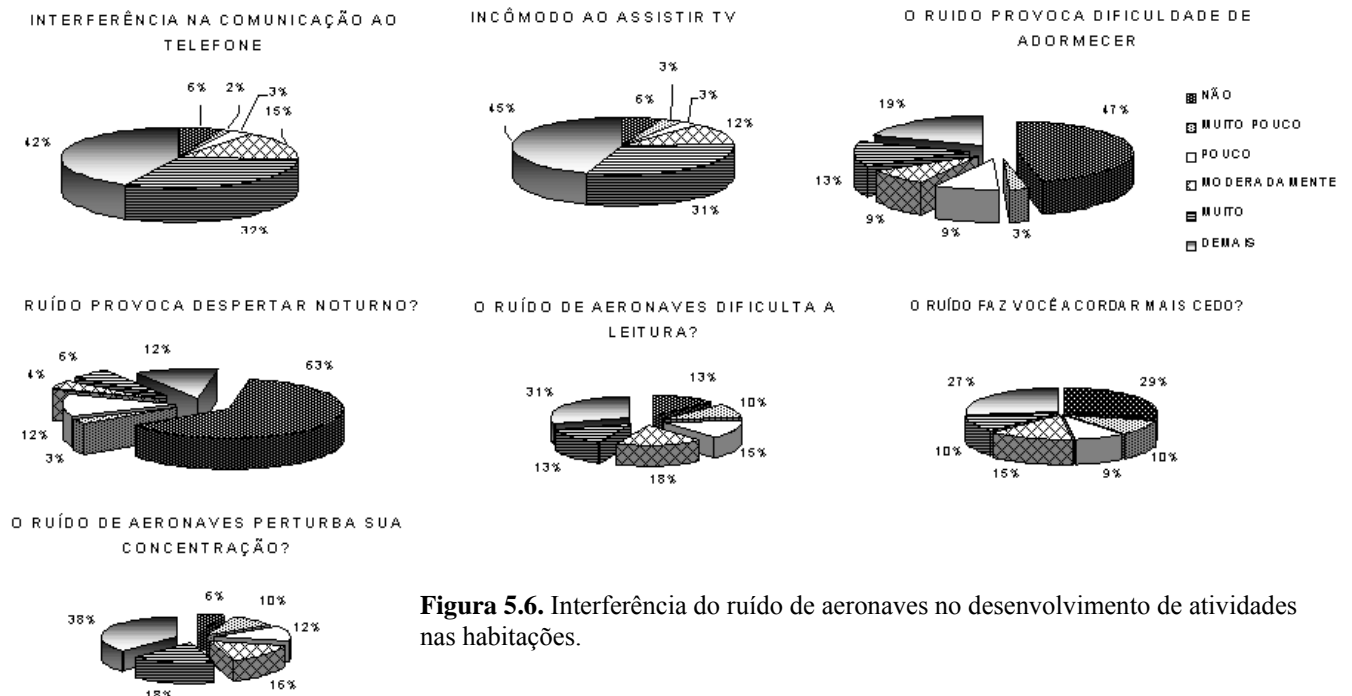 INTERFERÊNCIA NA COMUNICAÇÃO AO
TELEFONE
6%
2%
3%
15%
42%
32%
INCÔMODO AO ASSISTIR TV
3%
6%
3%
45%
12%
31%
O RUIDO PROVOCA DIFICULDADE DE
ADORMECER
19%
47%
13%
9%
9%
3%
NÃO
MUITO POUCO
POUCO
MODERADAMENTE
MUITO
DEMAIS
RUÍDO PROVOCA DESPERTAR NOTURNO?
6%
12%
63%
4%
12%
3%
O RUÍDO DE AERONAVES DIFICULTA A
LEITURA?
31%
13%
10%
15%
13%
18%
O RUÍDO FAZ VOCÊ ACORDAR MAIS CEDO?
27%
29%
10%
15%
9%
10%
O RUÍDO DE AERONAVES PERTURBA SUA
CONCENTRAÇÃO?
6%
10%
38%
12%
16%
18%
Figura 5.6. Interferência do ruído de aeronaves no desenvolvimento de atividades
nas habitações.